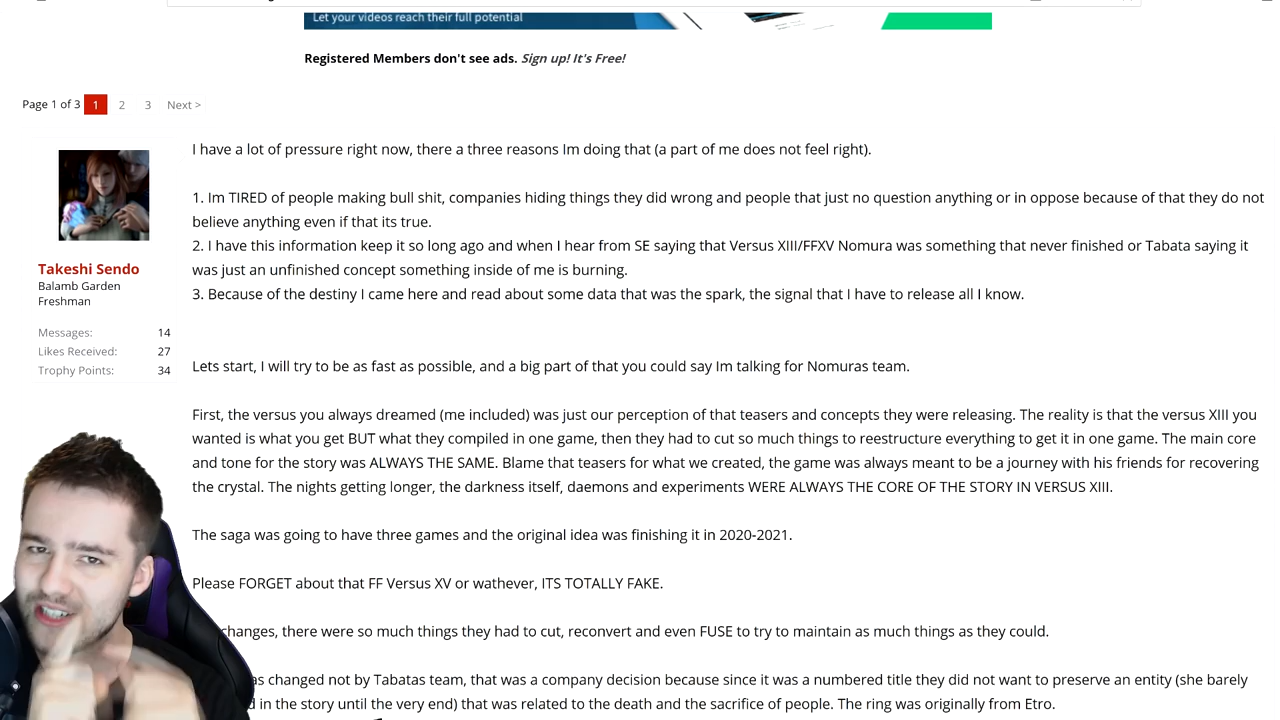 Let your videos reach their full potential
Registered Members don't see ads. Sign up! It's Free!
Page 1 of 3 1 2 3 Next >
I have a lot of pressure right now, there a three reasons Im doing that (a part of me does not feel right).
1. Im TIRED of people making bull shit, companies hiding things they did wrong and people that just no question anything or in oppose because of that they do not
believe anything even if that its true.
2. I have this information keep it so long ago and when I hear from SE saying that Versus XIII/FFXV Nomura was something that never finished or Tabata saying it
was just an unfinished concept something inside of me is burning.
3. Because of the destiny I came here and read about some data that was the spark, the signal that I have to release all I know.
Takeshi Sendo
Balamb Garden
Freshman
Messages: 14
Likes Received: 27
Trophy Points: 34
Lets start, I will try to be as fast as possible, and a big part of that you could say Im talking for Nomuras team.
First, the versus you always dreamed (me included) was just our perception of that teasers and concepts they were releasing. The reality is that the versus XIII you
wanted is what you get BUT what they compiled in one game, then they had to cut so much things to reestructure everything to get it in one game. The main core
and tone for the story was ALWAYS THE SAME. Blame that teasers for what we created, the game was always meant to be a journey with his friends for recovering
the crystal. The nights getting longer, the darkness itself, daemons and experiments WERE ALWAYS THE CORE OF THE STORY IN VERSUS XIII.
The saga was going to have three games and the original idea was finishing it in 2020-2021.
Please FORGET about that FF Versus XV or wathever, ITS TOTALLY FAKE.
changes, there were so much things they had to cut, reconvert and even FUSE to try to maintain as much things as they could.
changed not by Tabatas team, that was a company decision because since it was a numbered title they did not want to preserve an entity (she barely
in the story until the very end) that was related to the death and the sacrifice of people. The ring was originally from Etro.